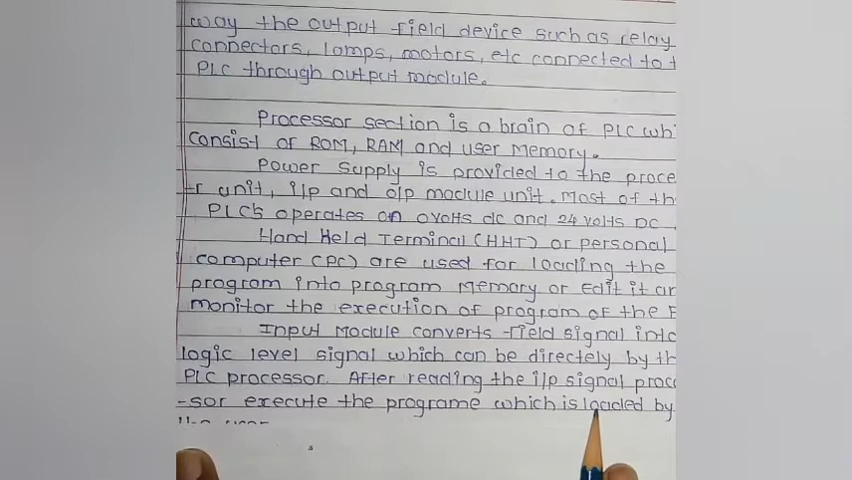 way the output field device such as relay
connectors, lamps, motors, etc connected to t
PLC through output module.
Processor section is a brain of PLC whi
consist of ROM, RAM and user Memory.
Power supply is provided to the proce
-r unit, i/p and o/p module unit. Most of th
PLC's operates on 0 volts dc and 24 volts DC.
Hand Held Terminal (HHT) or personal
computer (PC) are used for loading the
program into program Memory or Edit it an
monitor the execution of program of the P
Input Module converts field signal into
logic level signal which can be directely by th
PLC processor. After reading the i/p signal proc
-sor execute the programe which is loaded by